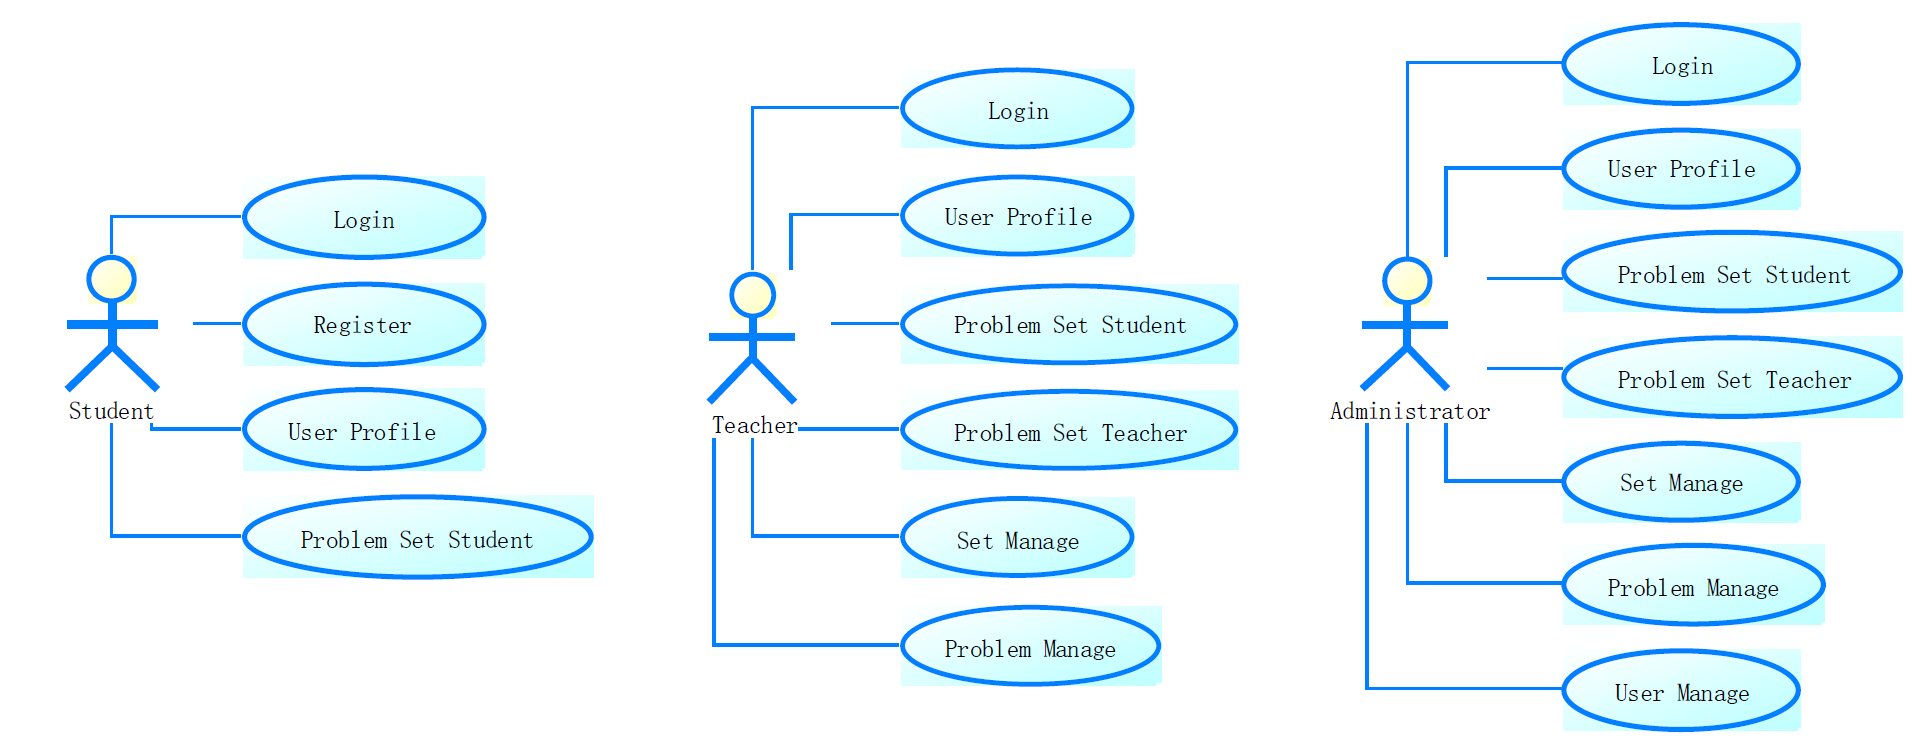 Login
Register
Student
User Profile
Problem Set Student
Login
User Profile
Problem Set Student
Teacher
Problem Set Teacher
Set Manage
Problem Manage
Login
User Profile
Problem Set Student
Problem Set Teacher
Administrator
Set Manage
Problem Manage
User Manage